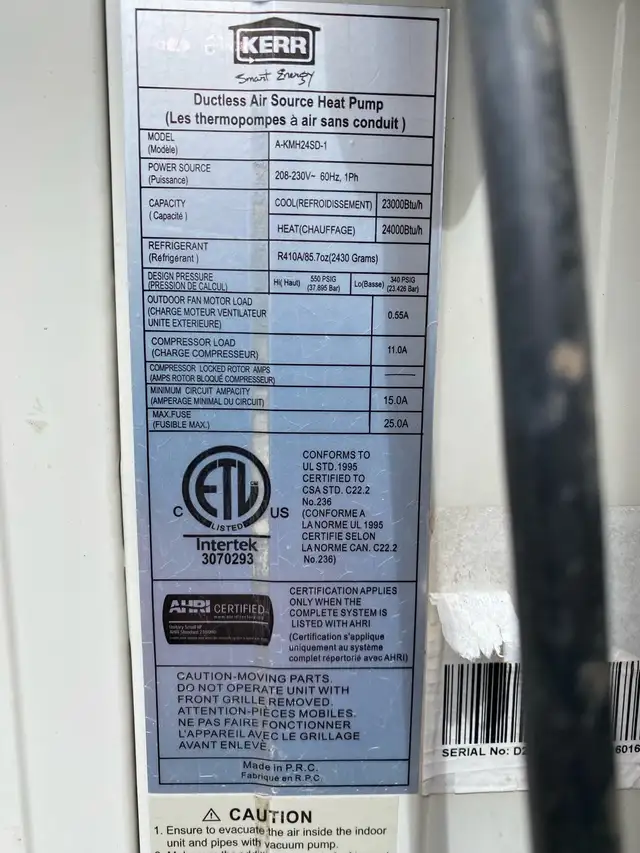 KERR
Smart Energy
Ductless Air Source Heat Pump
(Les thermopompes à air sans conduit )
MODEL
(Modèle)
A-KMH24SD-1
POWER SOURCE
(Puissance)
208-230V~ 60Hz, 1Ph
CAPACITY
( Capacité )
COOL(REFROIDISSEMENT) 23000Btu/h
HEAT(CHAUFFAGE) 24000Btu/h
REFRIGERANT
(Réfrigérant )
R410A/85.7oz(2430 Grams)
DESIGN PRESSURE
(PRESSION DE CALCUL)
Hi( Haut) 550 PSIG
(37,895 Bar)
Lo(Basse) 340 PSIG
(23.426 Bar)
OUTDOOR FAN MOTOR LOAD
(CHARGE MOTEUR VENTILATEUR
UNITE EXTERIEURE)
0.55A
COMPRESSOR LOAD
(CHARGE COMPRESSEUR)
11.0A
COMPRESSOR LOCKED ROTOR AMPS
(AMPS ROTOR BLOQUÉ COMPRESSEUR)
MINIMUM CIRCUIT AMPACITY
(AMPERAGE MINIMAL DU CIRCUIT)
15.0A
MAX.FUSE
(FUSIBLE MAX.)
25.0A
ETL
C LISTED US
Intertek
3070293
CONFORMS TO
UL STD. 1995
CERTIFIED TO
CSA STD. C22.2
No.236
(CONFORME A
LA NORME UL 1995
CERTIFIE SELON
LA NORME CAN. C22.2
No.236)
AHRI CERTIFIED
CERTIFICATION APPLIES
ONLY WHEN THE
COMPLETE SYSTEM IS
LISTED WITH AHRI
(Certification s'applique
uniquement au système
complet répertorié avec AHRI)
CAUTION-MOVING PARTS.
DO NOT OPERATE UNIT WITH
FRONT GRILLE REMOVED.
ATTENTION-PIÈCES MOBILES.
NE PAS FAIRE FONCTIONNER
L'APPAREIL AVEC LE GRILLAGE
AVANT ENLEVÉ.
Made in P.R.C.
Fabrique en R.P.C.
SERIAL No:
CAUTION
1. Ensure to evacuate the air inside the indoor
unit and pipes with vacuum pump.